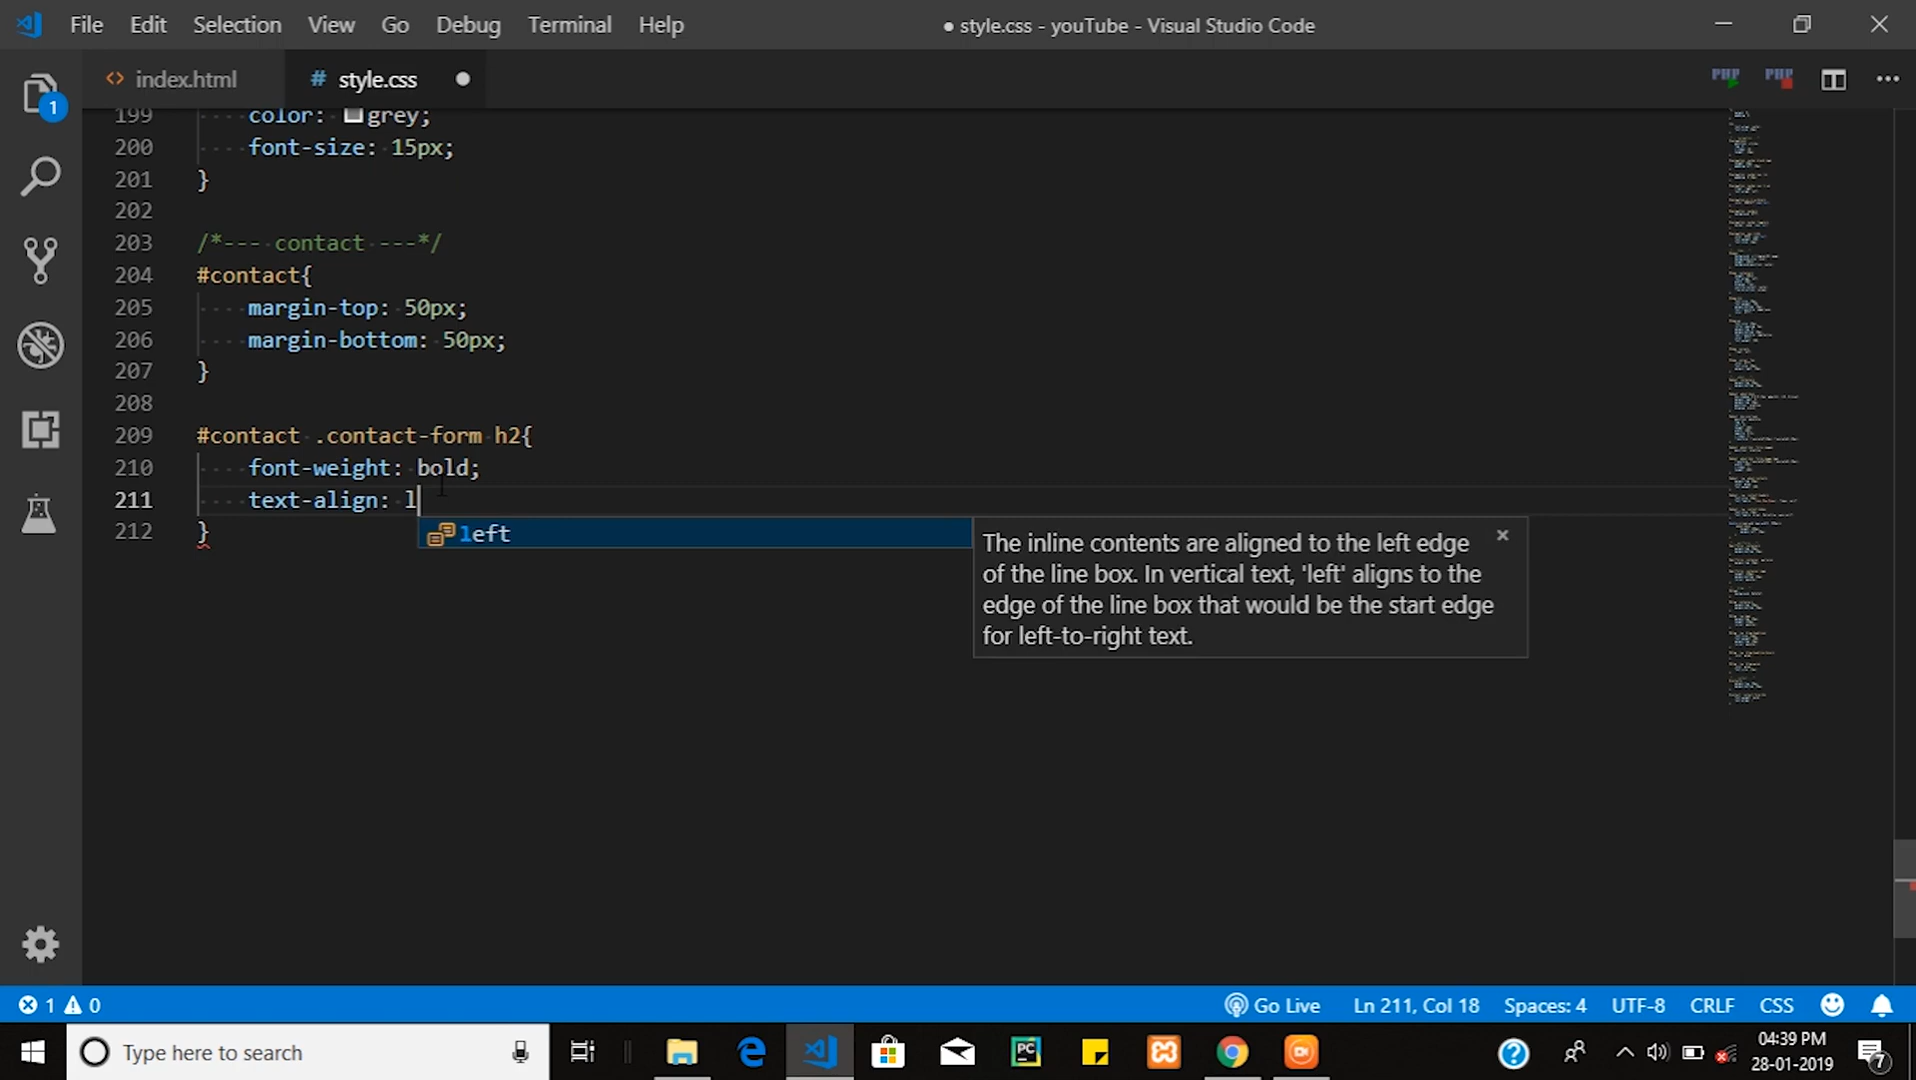 File Edit Selection View Go Debug Terminal Help
● style.css - youTube - Visual Studio Code
<> index.html
# style.css ●
PHP PHP
1
199 color: grey;
200 font-size: 15px;
201 }
202
203 /*--- contact ---*/
204 #contact{
205 margin-top: 50px;
206 margin-bottom: 50px;
207 }
208
209 #contact .contact-form h2{
210 font-weight: bold;
211 text-align: l
left
212 }
The inline contents are aligned to the left edge
of the line box. In vertical text, 'left' aligns to the
edge of the line box that would be the start edge
for left-to-right text.
1 0
Go Live Ln 211, Col 18 Spaces: 4 UTF-8 CRLF CSS
Type here to search
PC
04:39 PM
28-01-2019
7